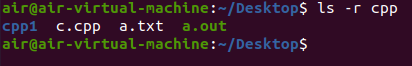 air@air-virtual-machine:~/Desktop$ ls -r cpp
cpp1  c.cpp  a.txt  a.out
air@air-virtual-machine:~/Desktop$